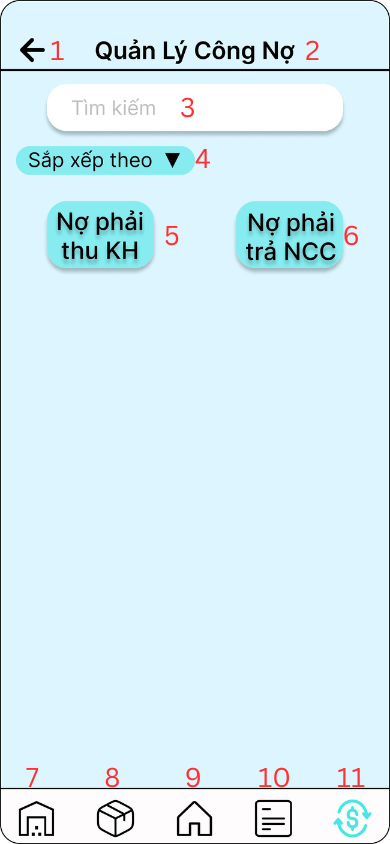 1 Quản Lý Công Nợ 2
Tìm kiếm 3
Sắp xếp theo ▼ 4
Nợ phải
thu KH
5
Nợ phải
trả NCC
6
7 8 9 10 11
$